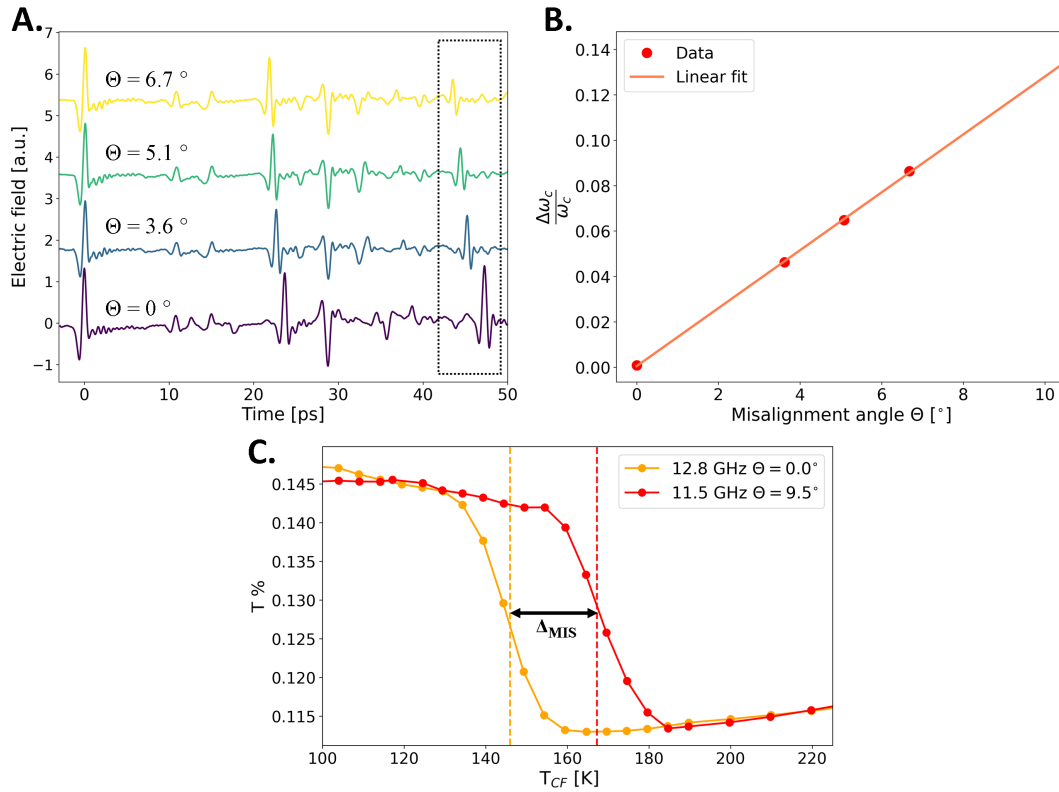 A.
7
6
5
4
3
2
1
0
−1
Electric field [a.u.]
Θ = 6.7 °
Θ = 5.1 °
Θ = 3.6 °
Θ = 0 °
0
10
20
30
40
50
Time [ps]
B.
0.14
0.12
0.10
0.08
0.06
0.04
0.02
0.00
Δω_c
ω_c
Data
Linear fit
0
2
4
6
8
10
Misalignment angle Θ [°]
C.
0.145
0.140
0.135
0.130
0.125
0.120
0.115
T %
12.8 GHz Θ = 0.0°
11.5 GHz Θ = 9.5°
Δ_MIS
100
120
140
160
180
200
220
T_CF [K]